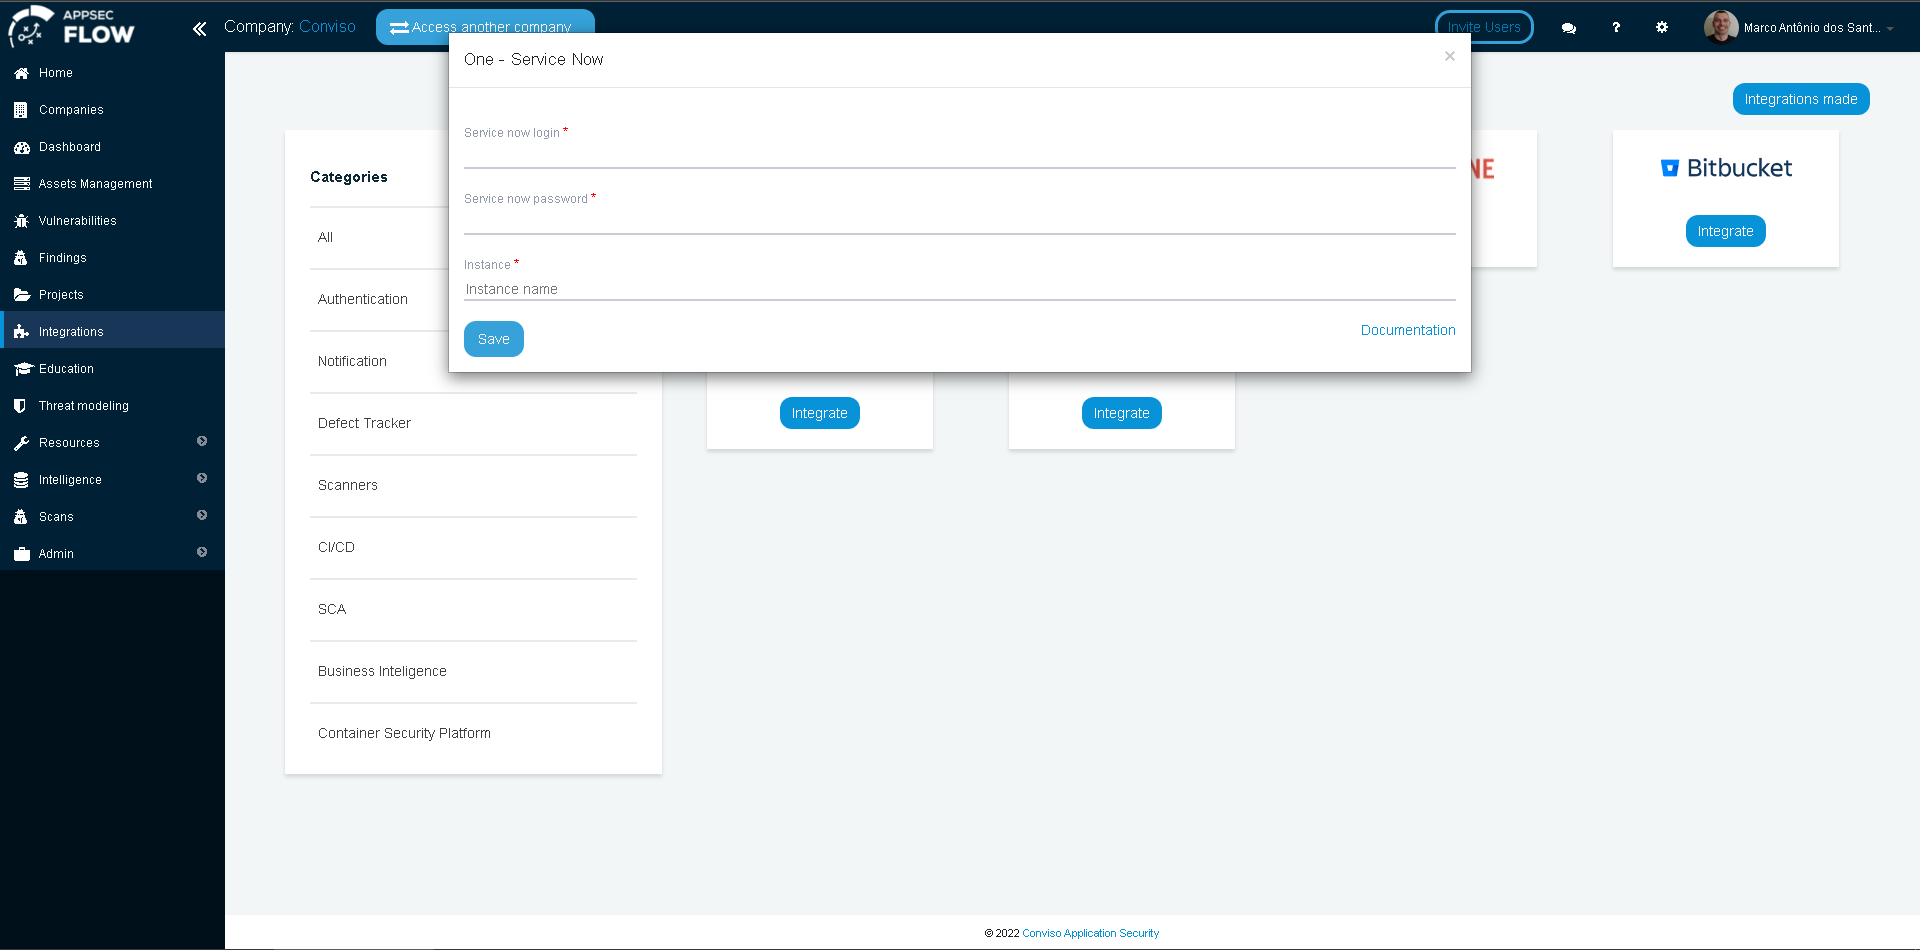 APPSEC
FLOW
Company: Conviso
Access another company
Invite Users
?
Marco Antônio dos Sant...
Home
Companies
Dashboard
Assets Management
Vulnerabilities
Findings
Projects
Integrations
Education
Threat modeling
Resources
Intelligence
Scans
Admin
One - Service Now
×
Service now login *
Service now password *
Instance *
Instance name
Save
Documentation
Integrations made
Categories
All
Authentication
Notification
Defect Tracker
Scanners
CI/CD
SCA
Business Inteligence
Container Security Platform
NE
Bitbucket
Integrate
Integrate
Integrate
© 2022 Conviso Application Security